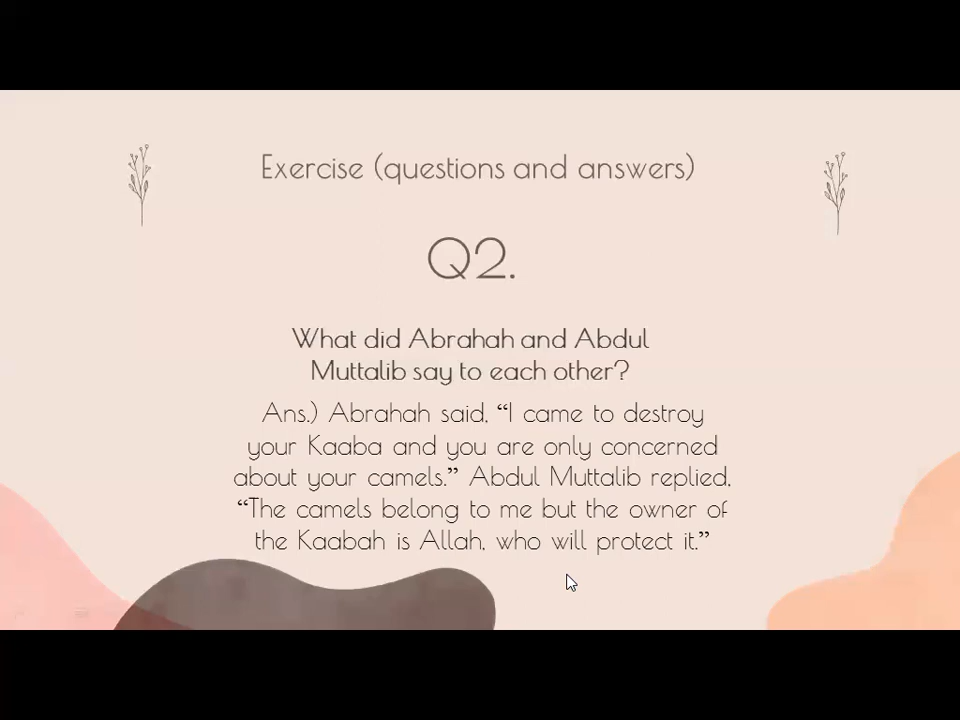 Exercise (questions and answers)
Q2.
What did Abrahah and Abdul
Muttalib say to each other?
Ans.) Abrahah said, “I came to destroy
your Kaaba and you are only concerned
about your camels.” Abdul Muttalib replied,
“The camels belong to me but the owner of
the Kaabah is Allah, who will protect it.”